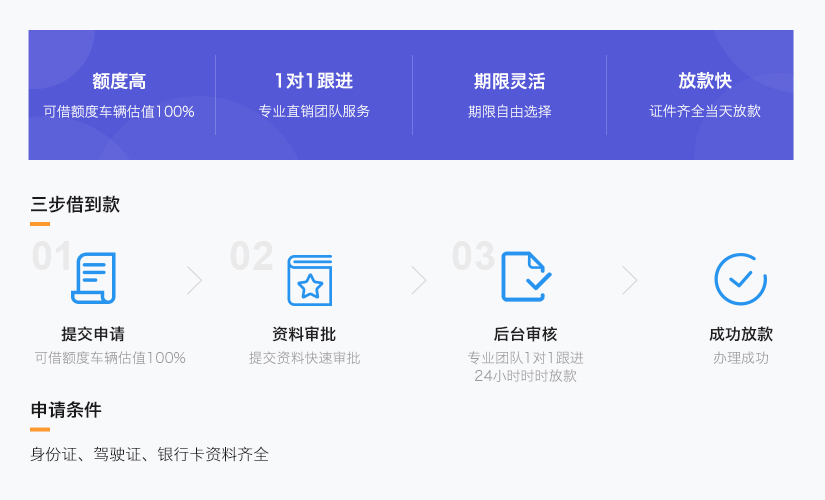 额度高
可借额度车辆估值100%
1对1跟进
专业直销团队服务
期限灵活
期限自由选择
放款快
证件齐全当天放款
三步借到款
01
提交申请
可借额度车辆估值100%
02
资料审批
提交资料快速审批
03
后台审核
专业团队1对1跟进
24小时时时放款
成功放款
办理成功
申请条件
身份证、驾驶证、银行卡资料齐全